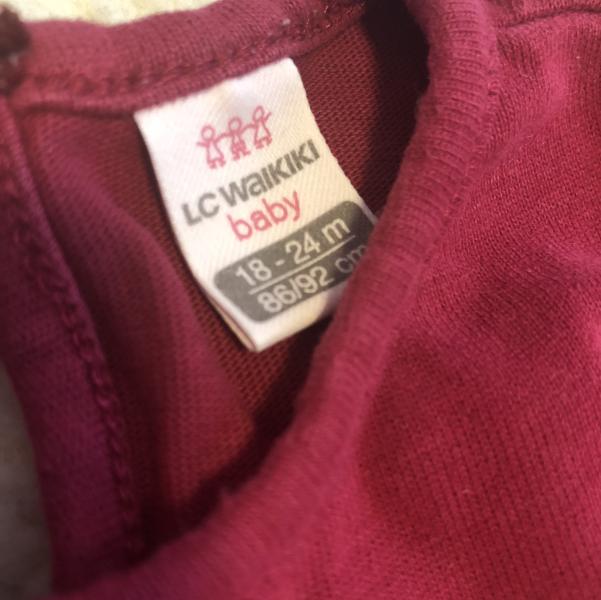 LC WaiKIKI
baby
18 - 24 m
86/92 cm